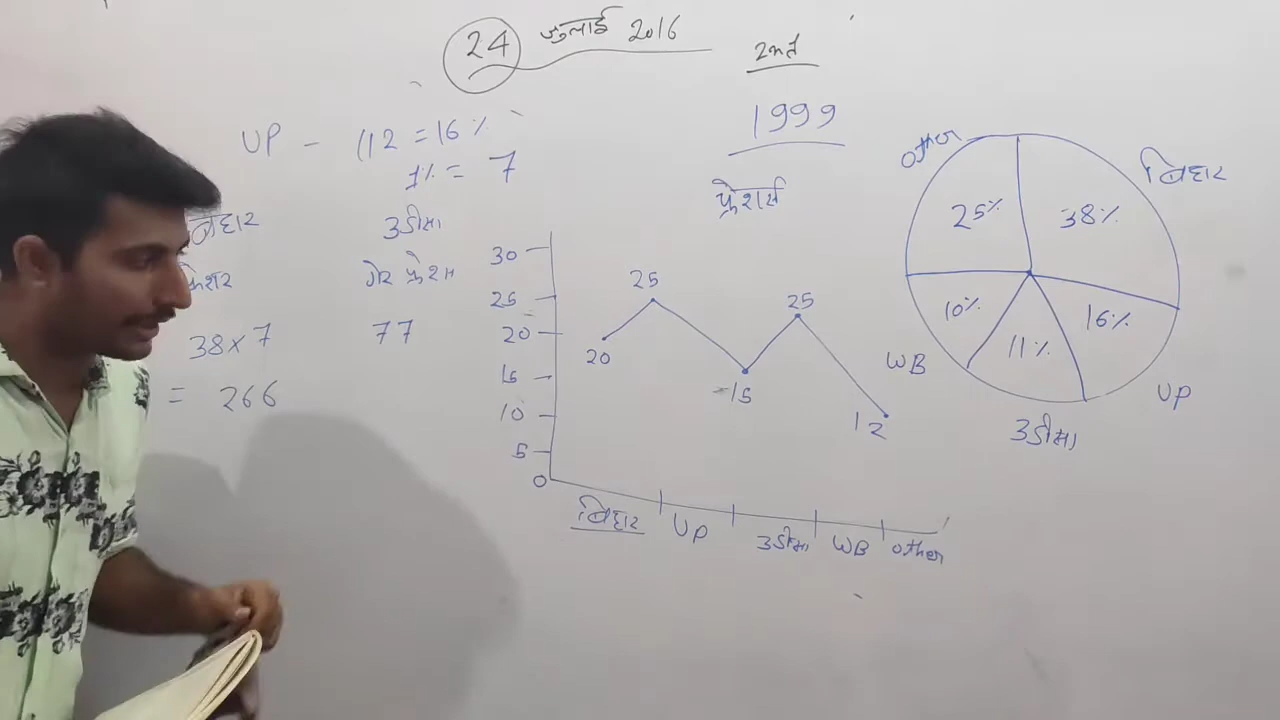 24 जुलाई 2016
2nd
1999
फ्रेशर्स
UP - 112 = 16%
1% = 7
बिहार उड़ीसा
फ्रेशर गैर फ्रेशर
38 x 7 77
= 266
30
25
20
15
10
5
0
20
25
15
25
12
बिहार UP उड़ीसा WB other
other 25%
बिहार 38%
10% WB
11% उड़ीसा
16% UP